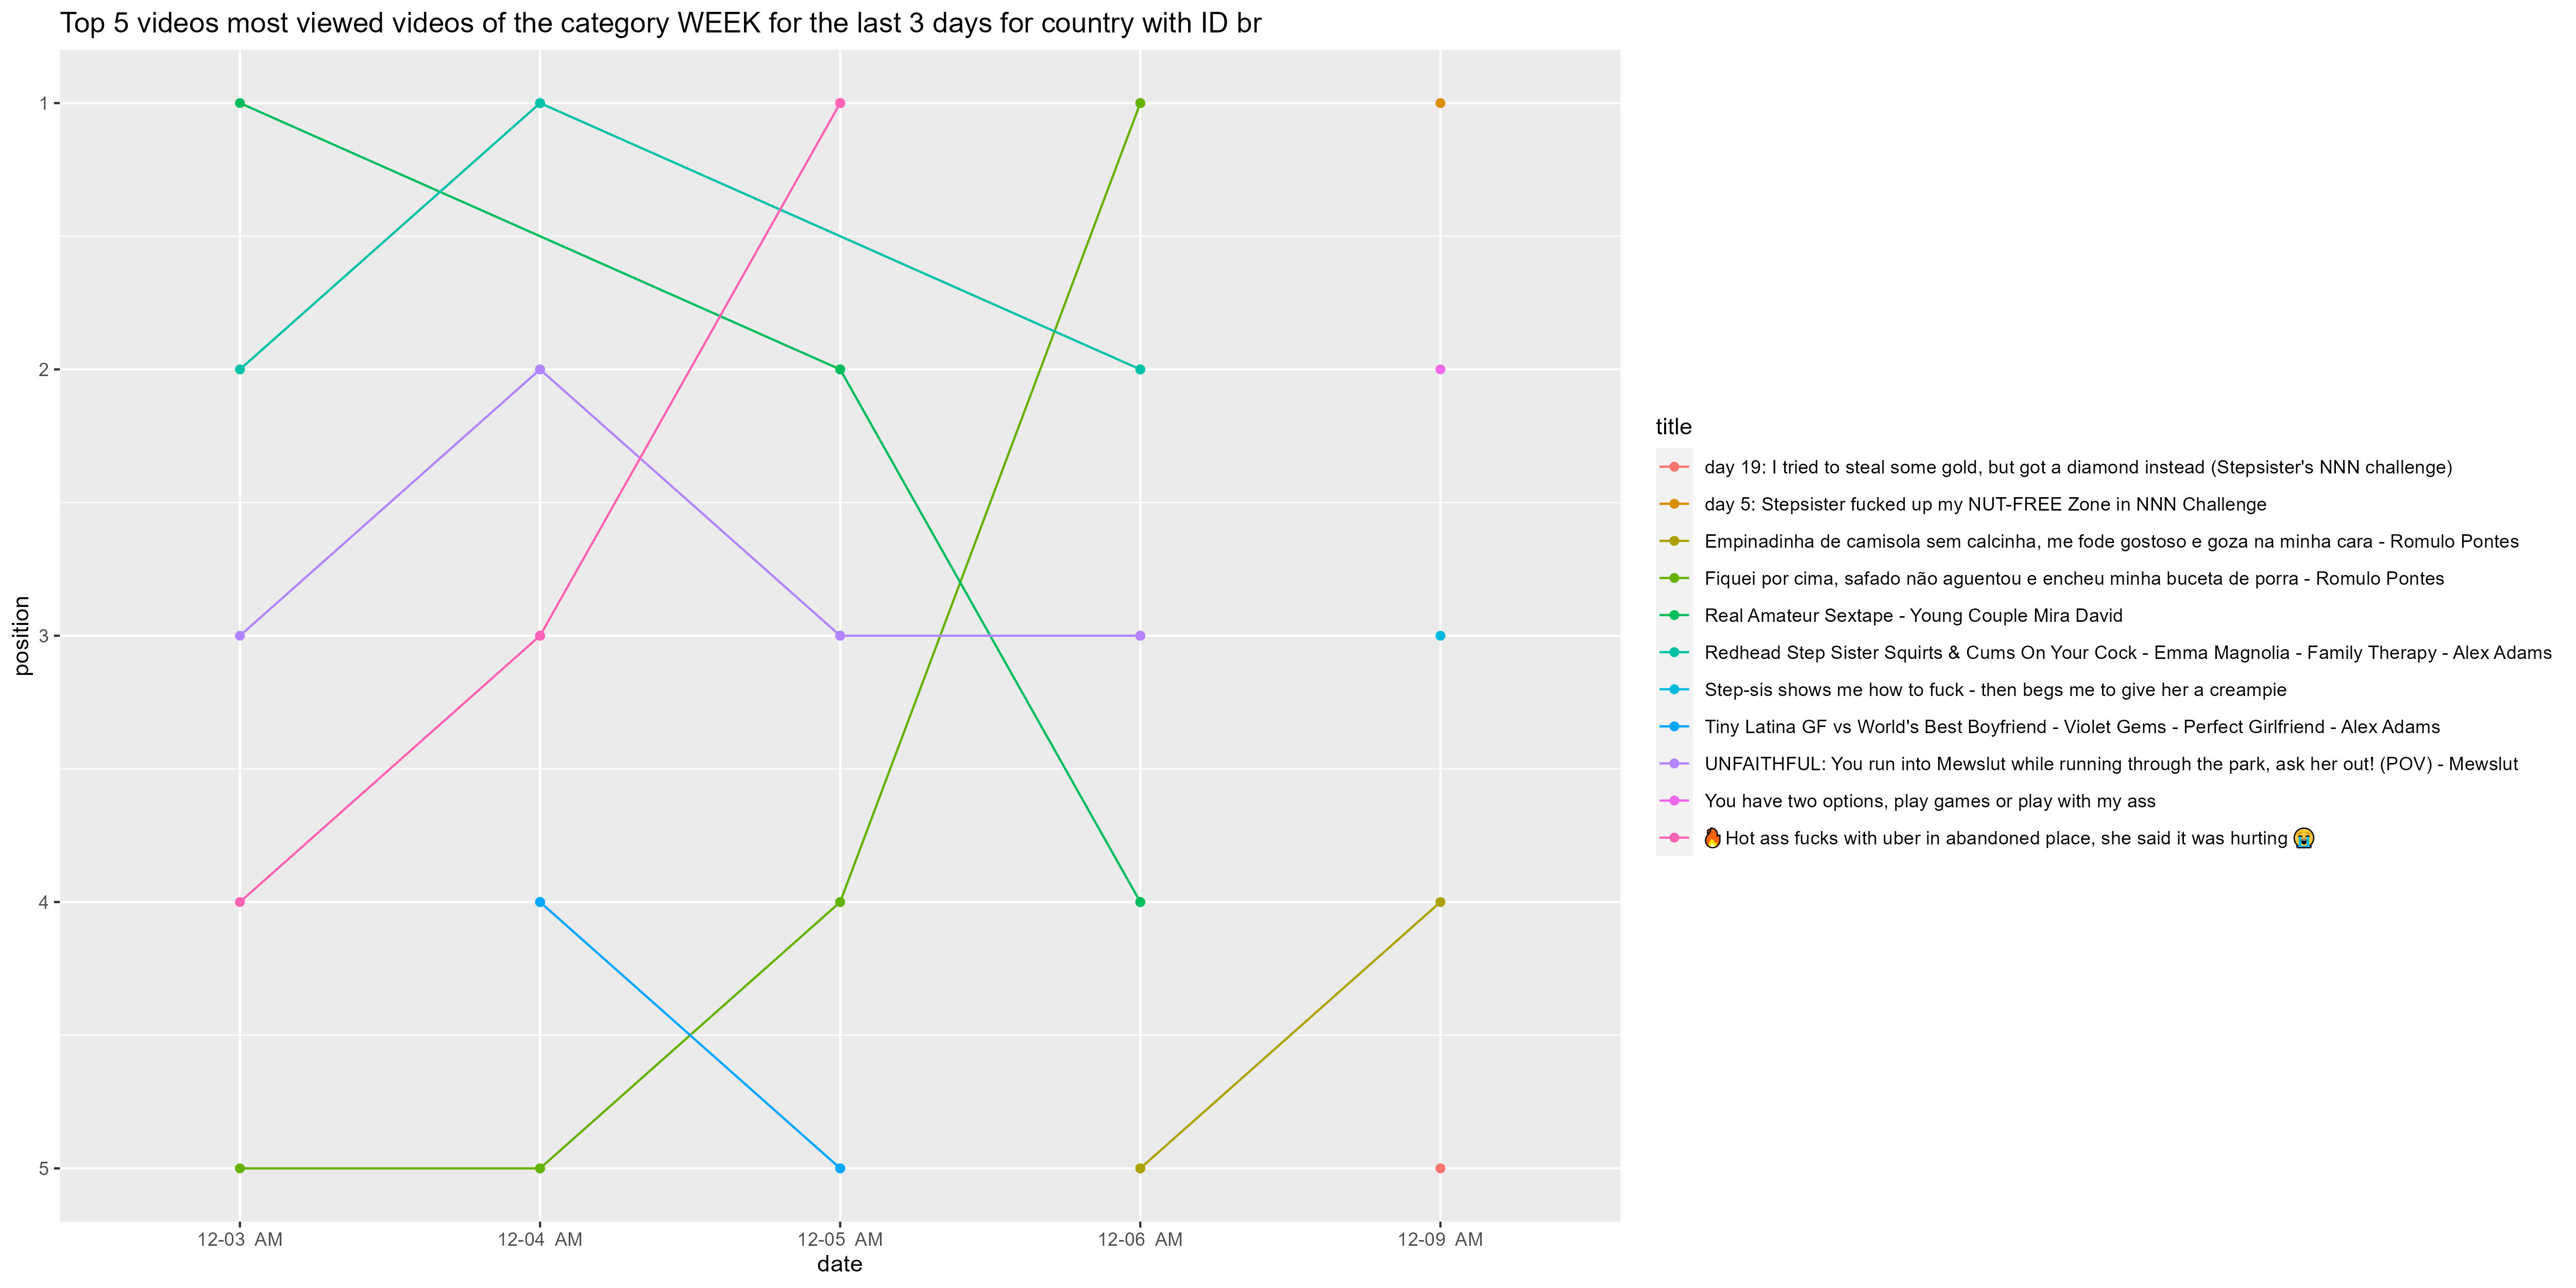 Top 5 videos most viewed videos of the category WEEK for the last 3 days for country with ID br
position
1
2
3
4
5
12-03 AM
12-04 AM
12-05 AM
12-06 AM
12-09 AM
date
title
day 19: I tried to steal some gold, but got a diamond instead (Stepsister's NNN challenge)
day 5: Stepsister fucked up my NUT-FREE Zone in NNN Challenge
Empinadinha de camisola sem calcinha, me fode gostoso e goza na minha cara - Romulo Pontes
Fiquei por cima, safado não aguentou e encheu minha buceta de porra - Romulo Pontes
Real Amateur Sextape - Young Couple Mira David
Redhead Step Sister Squirts & Cums On Your Cock - Emma Magnolia - Family Therapy - Alex Adams
Step-sis shows me how to fuck - then begs me to give her a creampie
Tiny Latina GF vs World's Best Boyfriend - Violet Gems - Perfect Girlfriend - Alex Adams
UNFAITHFUL: You run into Mewslut while running through the park, ask her out! (POV) - Mewslut
You have two options, play games or play with my ass
🔥Hot ass fucks with uber in abandoned place, she said it was hurting 😭